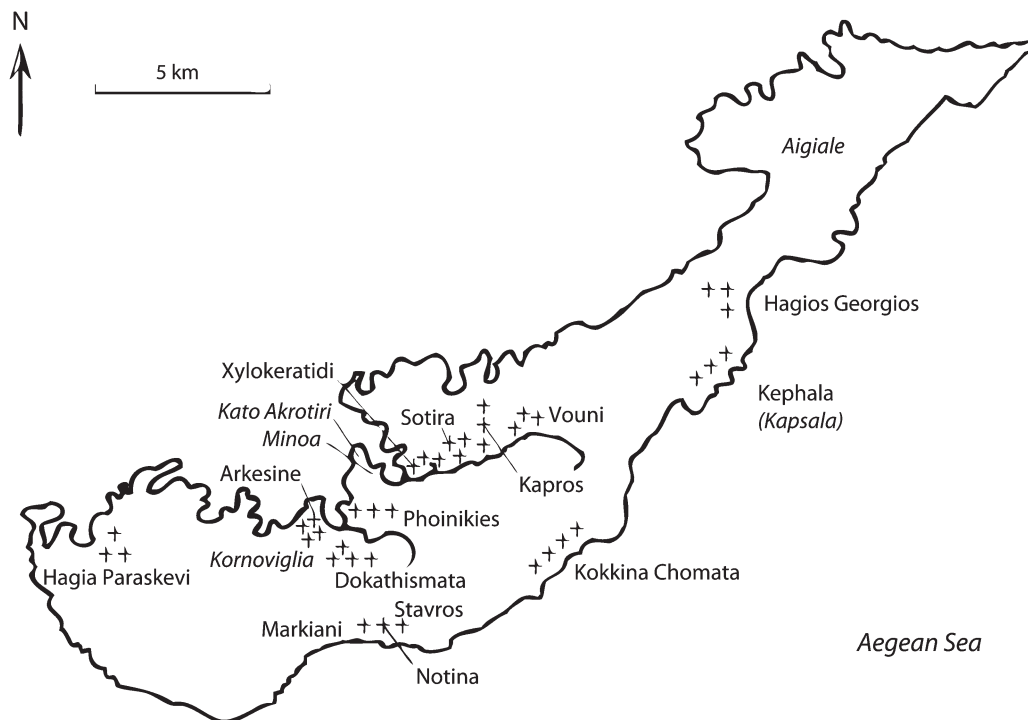 N
5 km
Aigiale
Hagios Georgios
Xylokeratidi
Kephala
(Kapsala)
Kato Akrotiri
Sotira
Vouni
Minoa
Arkesine
Kapros
Phoinikies
Kornoviglia
Hagia Paraskevi
Dokathismata
Kokkina Chomata
Stavros
Markiani
Aegean Sea
Notina